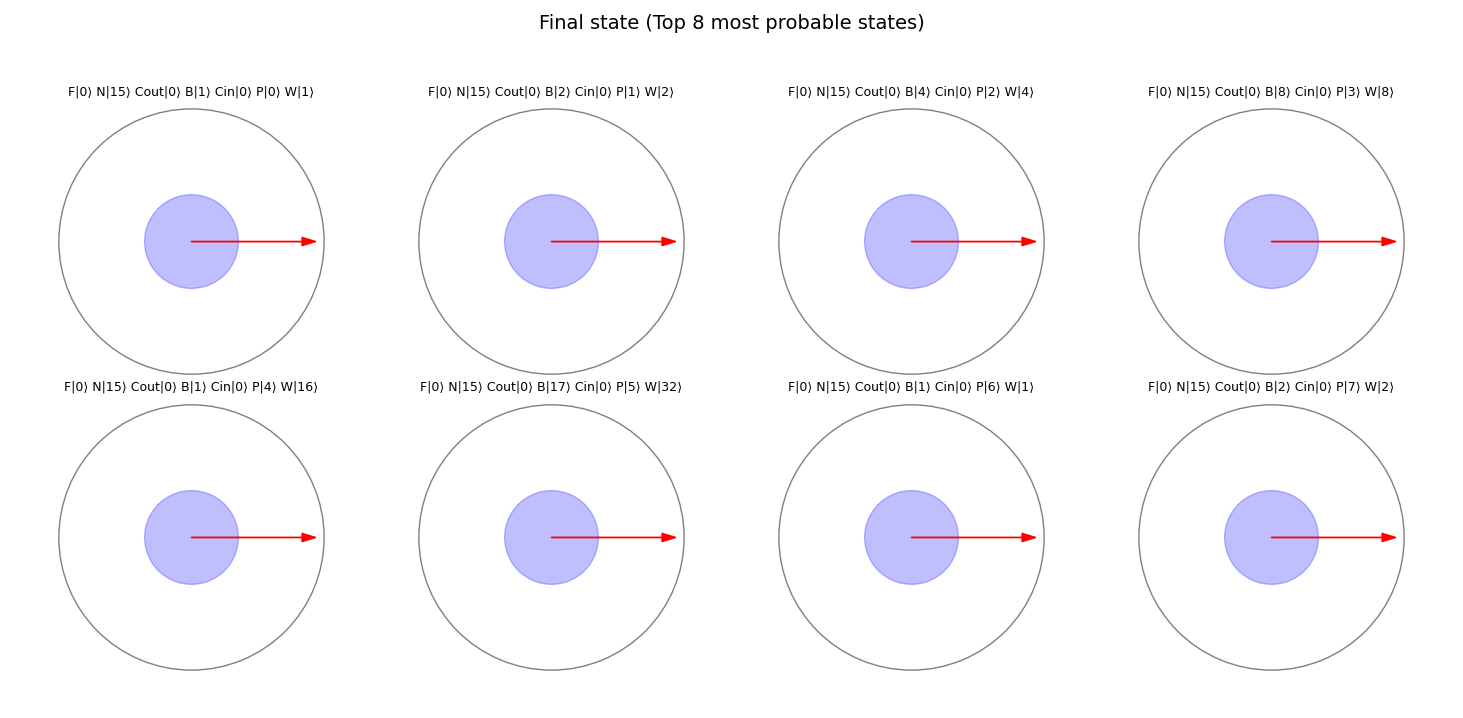 Final state (Top 8 most probable states)
F|0⟩ N|15⟩ Cout|0⟩ B|1⟩ Cin|0⟩ P|0⟩ W|1⟩
F|0⟩ N|15⟩ Cout|0⟩ B|2⟩ Cin|0⟩ P|1⟩ W|2⟩
F|0⟩ N|15⟩ Cout|0⟩ B|4⟩ Cin|0⟩ P|2⟩ W|4⟩
F|0⟩ N|15⟩ Cout|0⟩ B|8⟩ Cin|0⟩ P|3⟩ W|8⟩
F|0⟩ N|15⟩ Cout|0⟩ B|1⟩ Cin|0⟩ P|4⟩ W|16⟩
F|0⟩ N|15⟩ Cout|0⟩ B|17⟩ Cin|0⟩ P|5⟩ W|32⟩
F|0⟩ N|15⟩ Cout|0⟩ B|1⟩ Cin|0⟩ P|6⟩ W|1⟩
F|0⟩ N|15⟩ Cout|0⟩ B|2⟩ Cin|0⟩ P|7⟩ W|2⟩